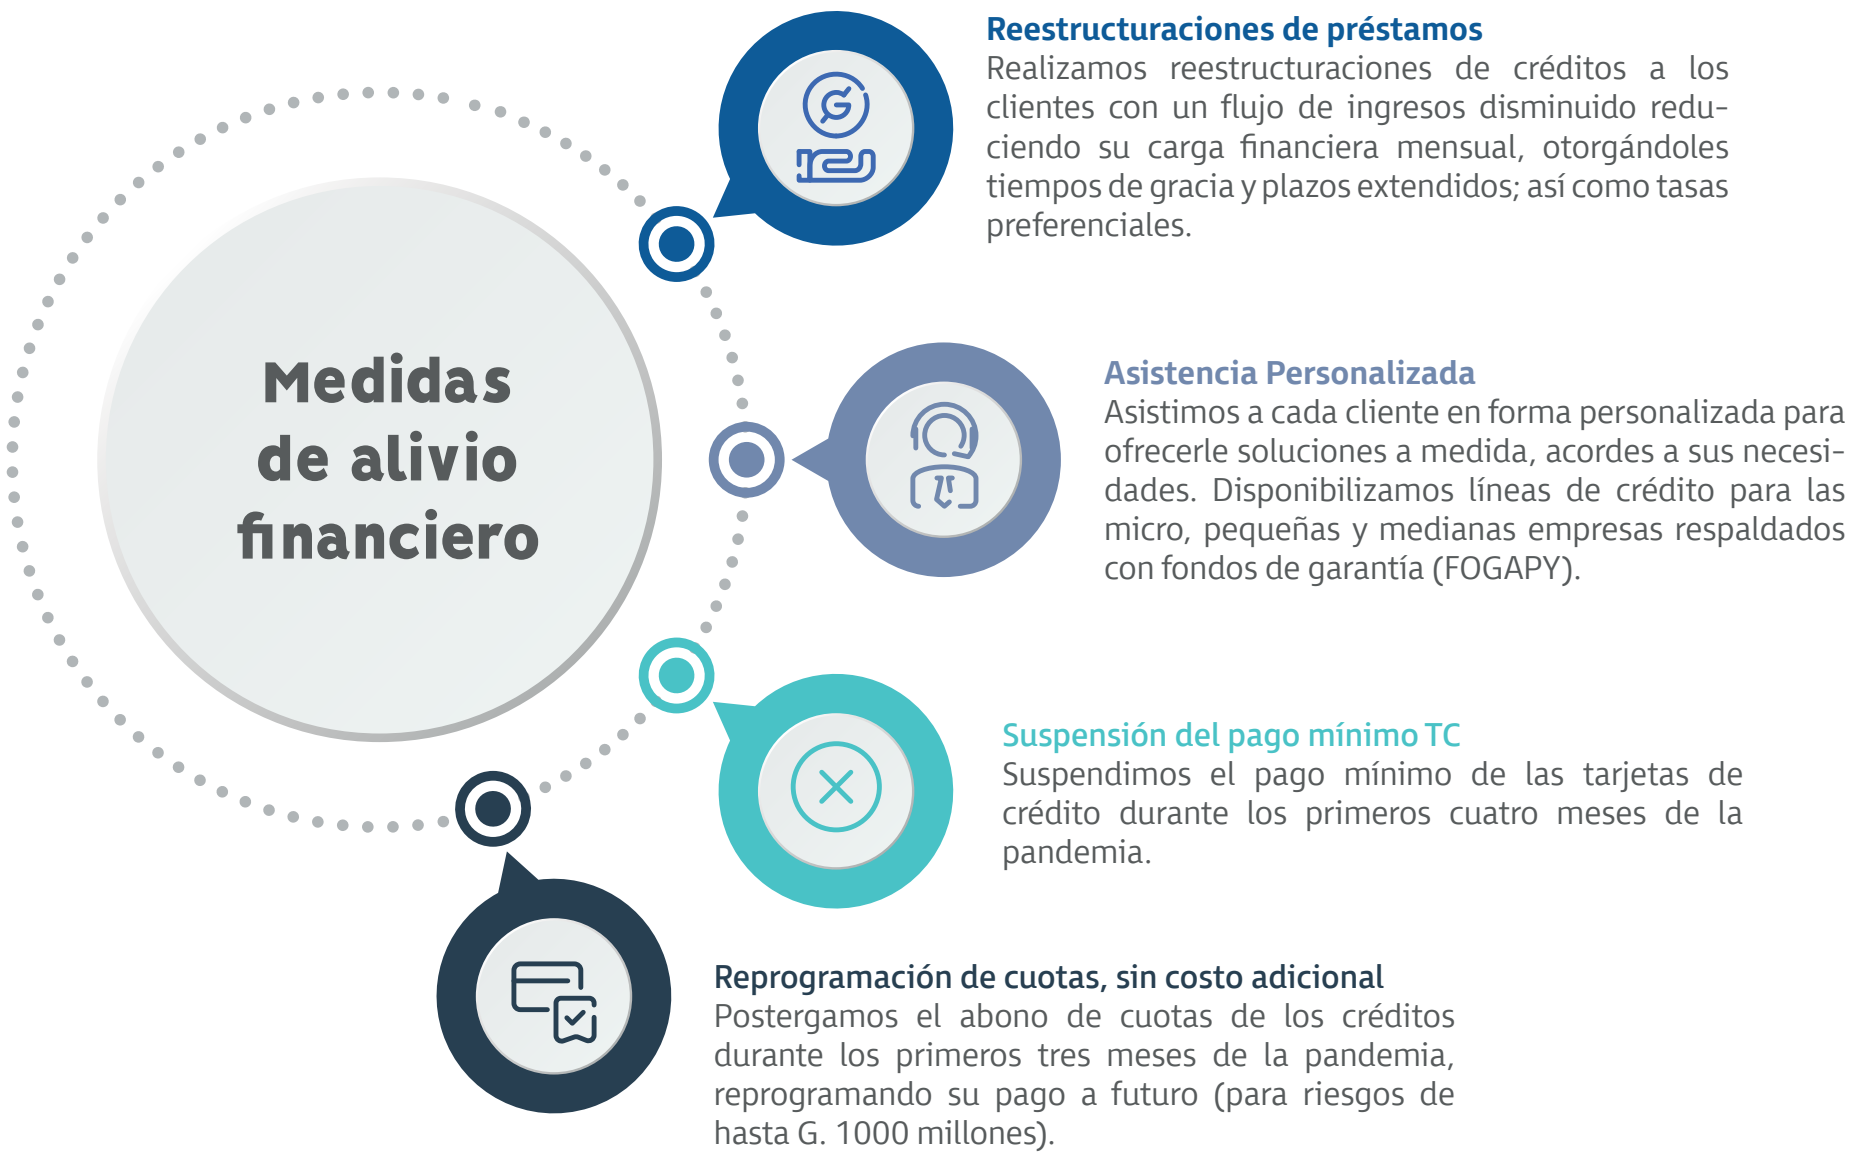 Medidas
de alivio
financiero
Reestructuraciones de préstamos
Realizamos reestructuraciones de créditos a los
clientes con un flujo de ingresos disminuido redu-
ciendo su carga financiera mensual, otorgándoles
tiempos de gracia y plazos extendidos; así como tasas
preferenciales.
Asistencia Personalizada
Asistimos a cada cliente en forma personalizada para
ofrecerle soluciones a medida, acordes a sus necesi-
dades. Disponibilizamos líneas de crédito para las
micro, pequeñas y medianas empresas respaldados
con fondos de garantía (FOGAPY).
Suspensión del pago mínimo TC
Suspendimos el pago mínimo de las tarjetas de
crédito durante los primeros cuatro meses de la
pandemia.
Reprogramación de cuotas, sin costo adicional
Postergamos el abono de cuotas de los créditos
durante los primeros tres meses de la pandemia,
reprogramando su pago a futuro (para riesgos de
hasta G. 1000 millones).